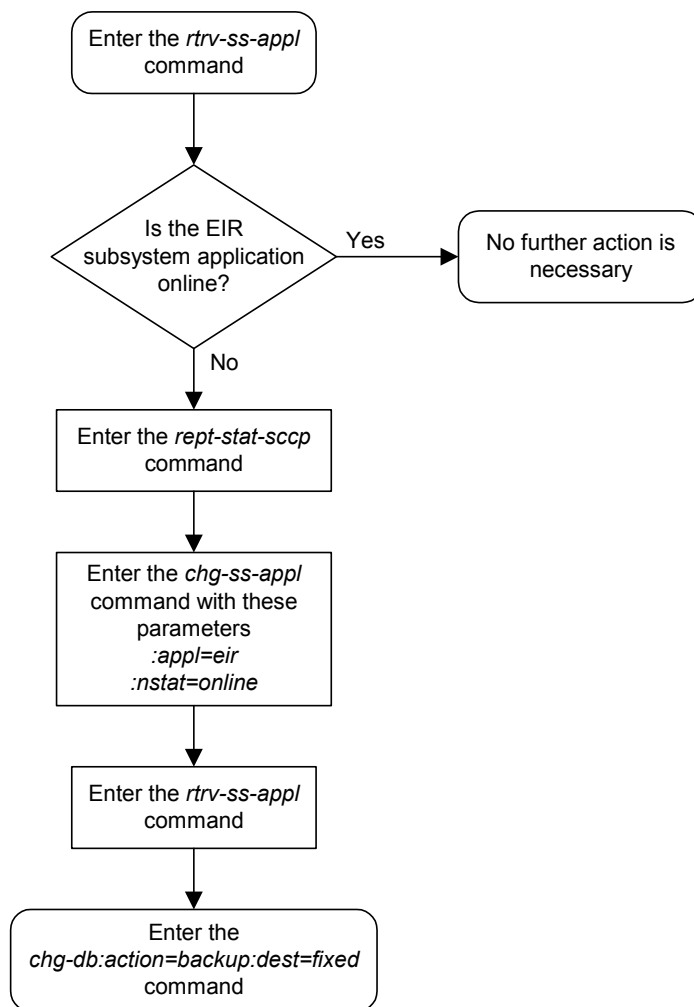 Enter the rtrv-ss-appl
command
Is the EIR
subsystem application
online?
Yes
No further action is
necessary
No
Enter the rept-stat-sccp
command
Enter the chg-ss-appl
command with these
parameters
:appl=eir
:nstat=online
Enter the rtrv-ss-appl
command
Enter the
chg-db:action=backup:dest=fixed
command